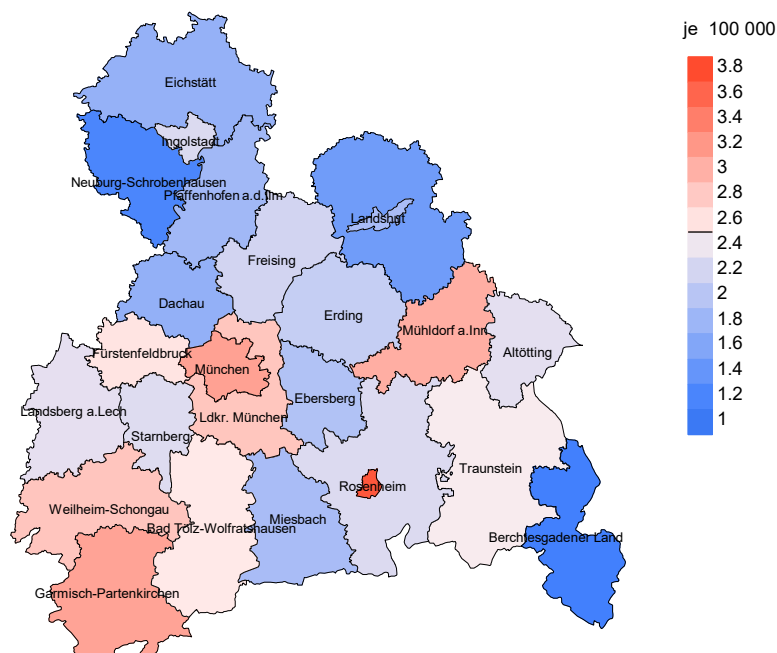 je 100 000
3.8
3.6
3.4
3.2
3
2.8
2.6
2.4
2.2
2
1.8
1.6
1.4
1.2
1
Eichstätt
Ingolstadt
Neuburg-Schrobenhausen
Pfaffenhofen a.d.Ilm
Landshut
Freising
Dachau
Erding
Mühldorf a.Inn
Fürstenfeldbruck
Altötting
München
Ebersberg
Landsberg a.Lech
Ldkr. München
Starnberg
Traunstein
Rosenheim
Weilheim-Schongau
Miesbach
Bad Tölz-Wolfratshausen
Berchtesgadener Land
Garmisch-Partenkirchen